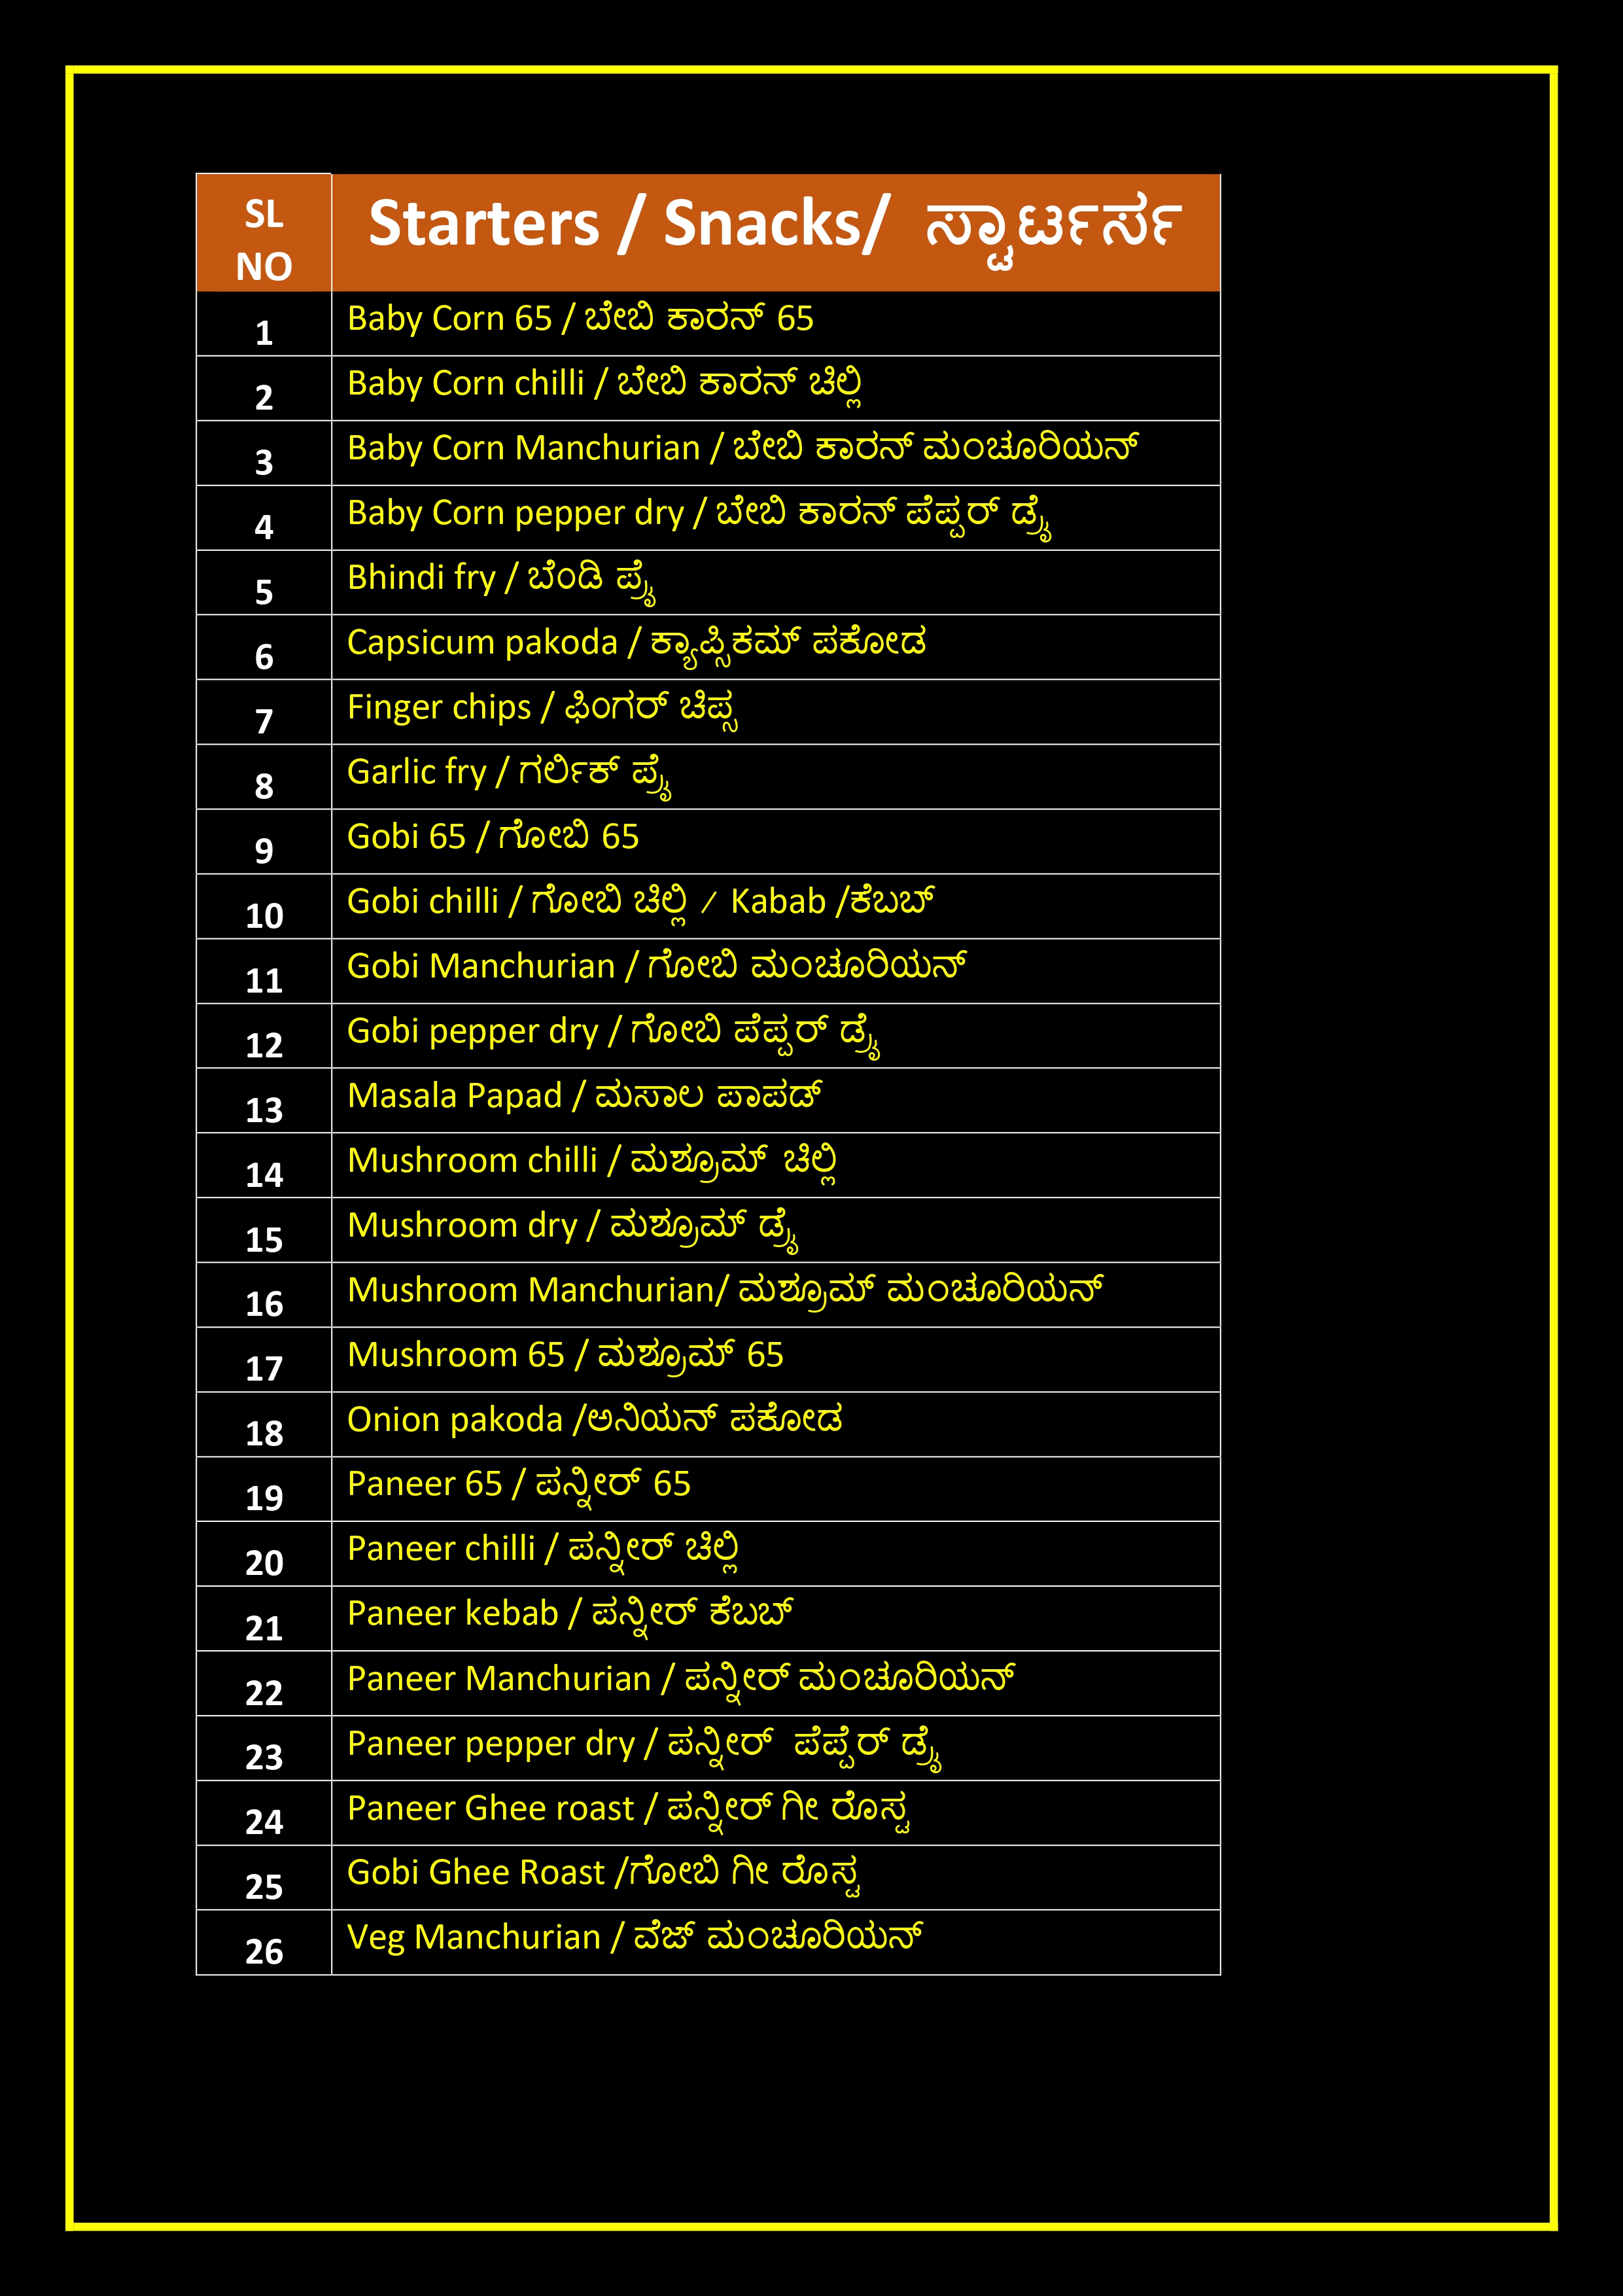 SL NO Starters / Snacks/ ಸ್ಟಾರ್ಟರ್ಸ
1 Baby Corn 65 / ಬೇಬಿ ಕಾರನ್ 65
2 Baby Corn chilli / ಬೇಬಿ ಕಾರನ್ ಚಿಲ್ಲಿ
3 Baby Corn Manchurian / ಬೇಬಿ ಕಾರನ್ ಮಂಚೂರಿಯನ್
4 Baby Corn pepper dry / ಬೇಬಿ ಕಾರನ್ ಪೆಪ್ಪರ್ ಡ್ರೈ
5 Bhindi fry / ಬೆಂಡಿ ಪ್ರೈ
6 Capsicum pakoda / ಕ್ಯಾಪ್ಸಿಕಮ್ ಪಕೋಡ
7 Finger chips / ಫಿಂಗರ್ ಚಿಪ್ಸ
8 Garlic fry / ಗರ್ಲಿಕ್ ಪ್ರೈ
9 Gobi 65 / ಗೋಬಿ 65
10 Gobi chilli / ಗೋಬಿ ಚಿಲ್ಲಿ / Kabab /ಕೆಬಬ್
11 Gobi Manchurian / ಗೋಬಿ ಮಂಚೂರಿಯನ್
12 Gobi pepper dry / ಗೋಬಿ ಪೆಪ್ಪರ್ ಡ್ರೈ
13 Masala Papad / ಮಸಾಲ ಪಾಪಡ್
14 Mushroom chilli / ಮಶ್ರೂಮ್ ಚಿಲ್ಲಿ
15 Mushroom dry / ಮಶ್ರೂಮ್ ಡ್ರೈ
16 Mushroom Manchurian/ ಮಶ್ರೂಮ್ ಮಂಚೂರಿಯನ್
17 Mushroom 65 / ಮಶ್ರೂಮ್ 65
18 Onion pakoda /ಅನಿಯನ್ ಪಕೋಡ
19 Paneer 65 / ಪನ್ನೀರ್ 65
20 Paneer chilli / ಪನ್ನೀರ್ ಚಿಲ್ಲಿ
21 Paneer kebab / ಪನ್ನೀರ್ ಕೆಬಬ್
22 Paneer Manchurian / ಪನ್ನೀರ್ ಮಂಚೂರಿಯನ್
23 Paneer pepper dry / ಪನ್ನೀರ್ ಪೆಪ್ಪೆರ್ ಡ್ರೈ
24 Paneer Ghee roast / ಪನ್ನೀರ್ ಗೀ ರೊಸ್ಟ
25 Gobi Ghee Roast /ಗೋಬಿ ಗೀ ರೊಸ್ಟ
26 Veg Manchurian / ವೆಜ್ ಮಂಚೂರಿಯನ್